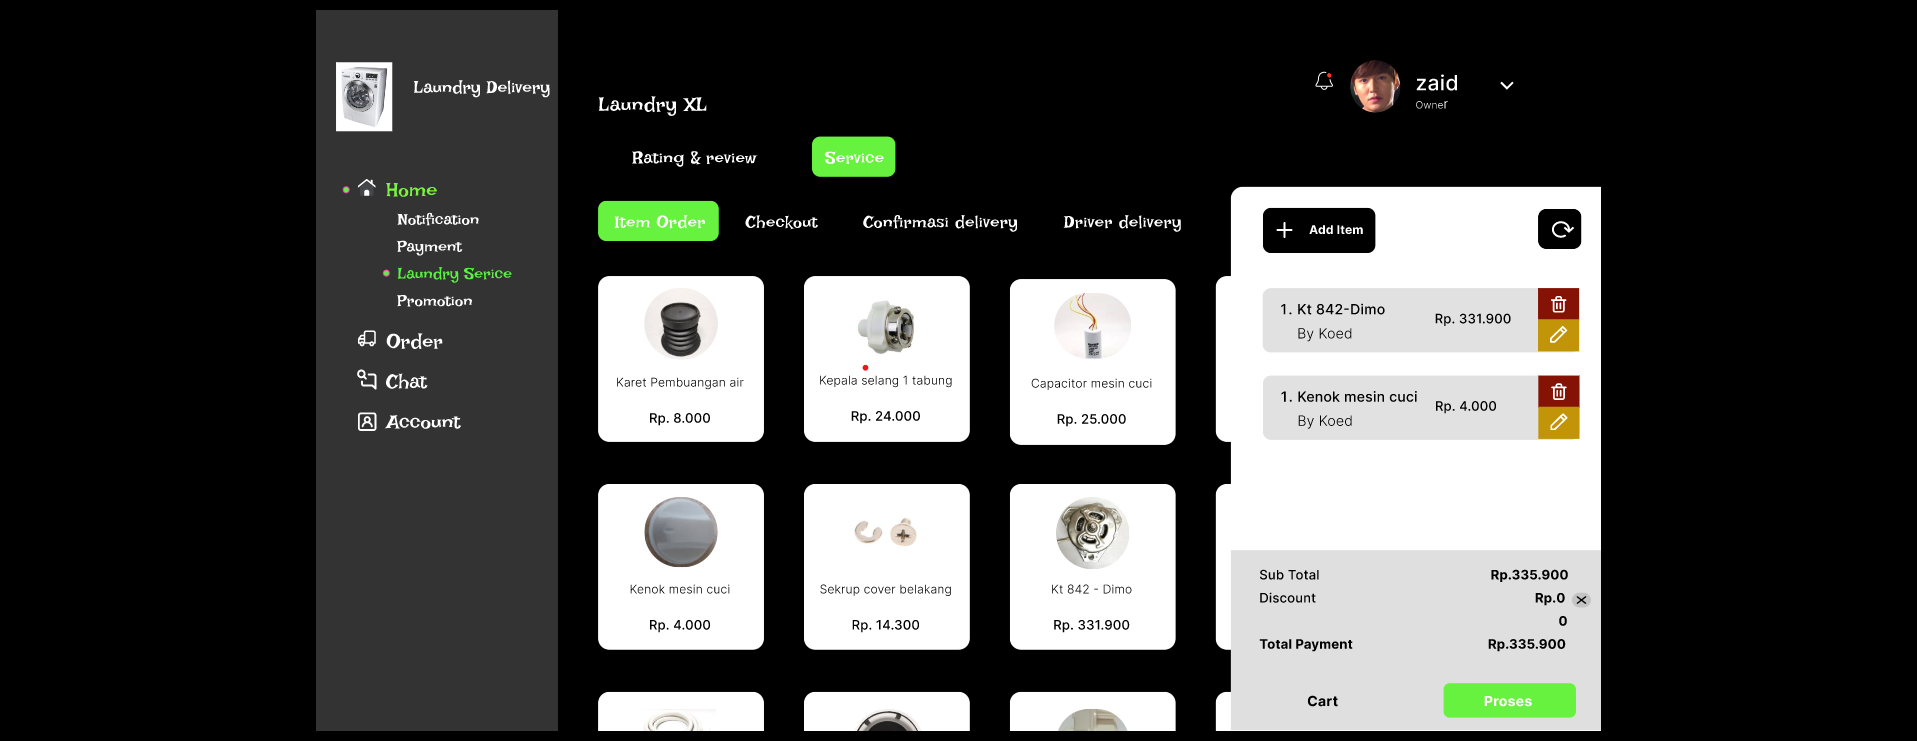 Laundry Delivery
Home
Notification
Payment
Laundry Serice
Promotion
Order
Chat
Account
Laundry XL
zaid
Owner
Rating & review
Service
Item Order
Checkout
Confirmasi delivery
Driver delivery
Karet Pembuangan air
Rp. 8.000
Kepala selang 1 tabung
Rp. 24.000
Capacitor mesin cuci
Rp. 25.000
Kenok mesin cuci
Rp. 4.000
Sekrup cover belakang
Rp. 14.300
Kt 842 - Dimo
Rp. 331.900
Add Item
1. Kt 842-Dimo
By Koed
Rp. 331.900
1. Kenok mesin cuci
By Koed
Rp. 4.000
Sub Total Rp.335.900
Discount Rp.0
0
Total Payment Rp.335.900
Cart
Proses